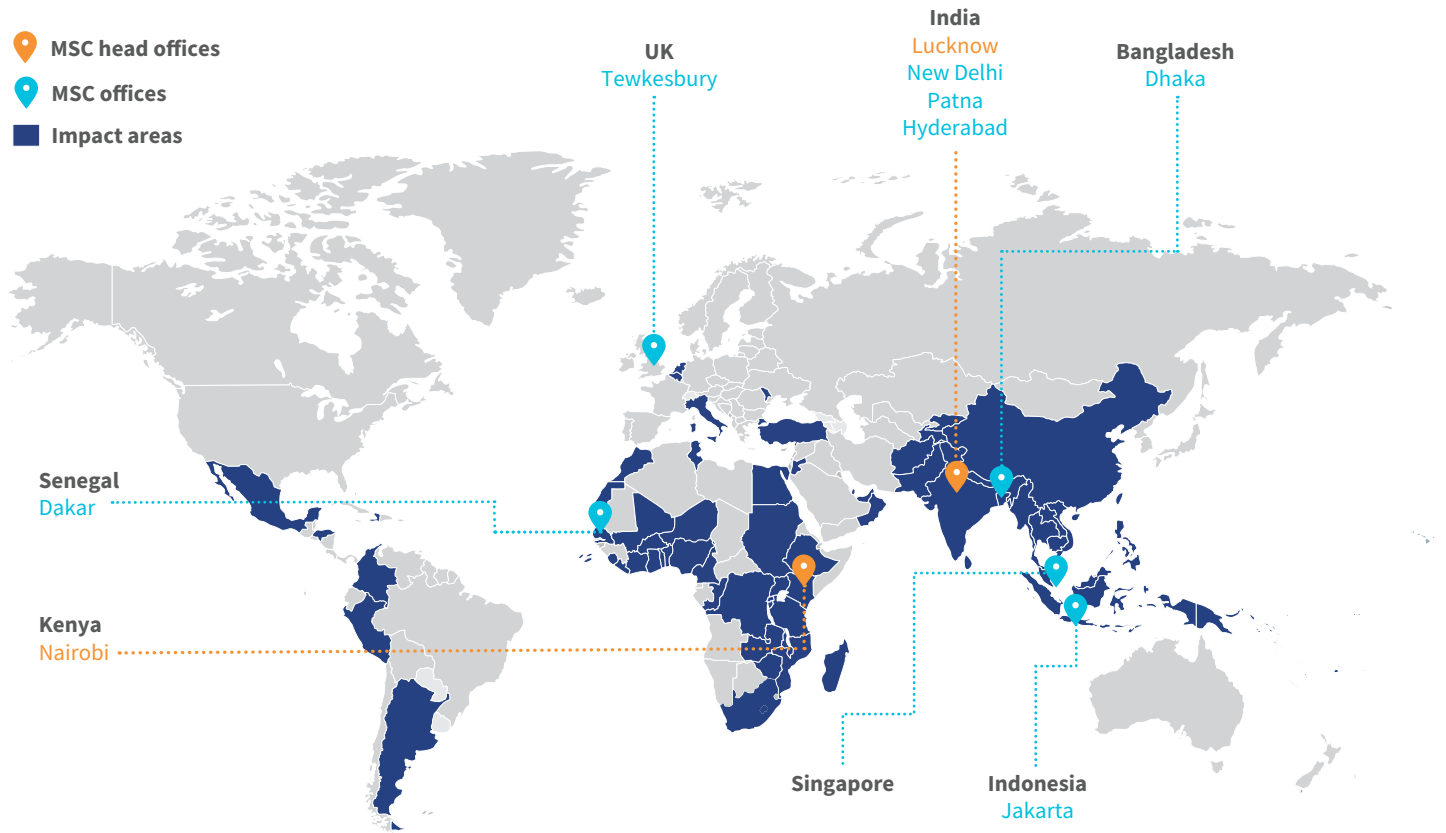 MSC head offices
MSC offices
Impact areas
UK
Tewkesbury
India
Lucknow
New Delhi
Patna
Hyderabad
Bangladesh
Dhaka
Senegal
Dakar
Kenya
Nairobi
Singapore
Indonesia
Jakarta